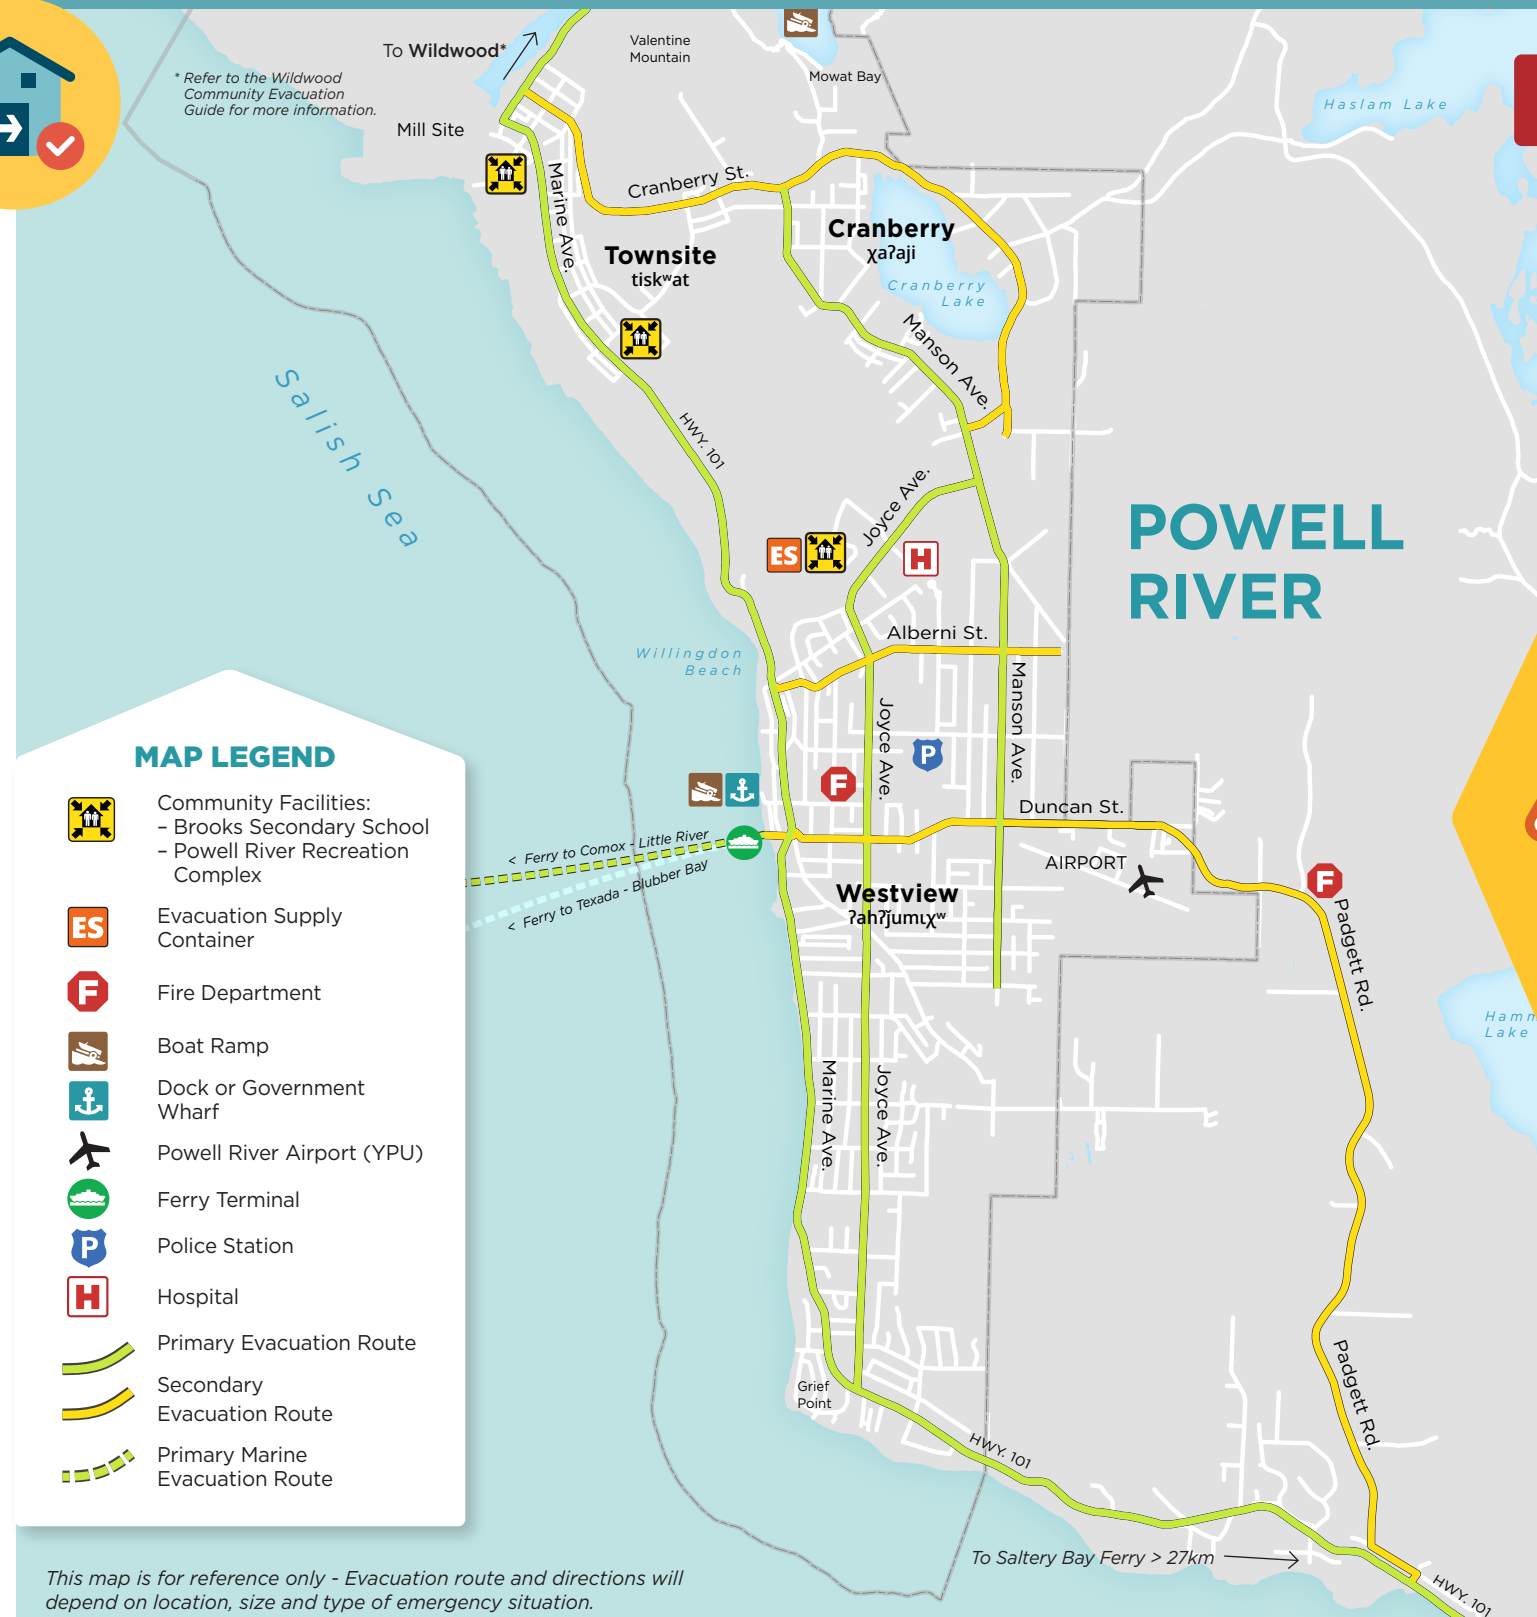 To Wildwood*
* Refer to the Wildwood
Community Evacuation
Guide for more information.
Valentine
Mountain
Mowat Bay
Haslam Lake
Mill Site
Marine Ave.
Cranberry St.
Townsite
tiskʷat
Cranberry
χaʔaji
Cranberry
Lake
Manson Ave.
Salish Sea
HWY. 101
Joyce Ave.
ES
H
POWELL
RIVER
Alberni St.
Willingdon
Beach
Manson Ave.
Joyce Ave.
P
F
Duncan St.
AIRPORT
F
Padgett Rd.
< Ferry to Comox - Little River
< Ferry to Texada - Blubber Bay
Westview
ʔahʔǰumɩχʷ
Lake
Marine Ave.
Joyce Ave.
Grief
Point
HWY. 101
Padgett Rd.
To Saltery Bay Ferry > 27km
HWY. 101
MAP LEGEND
Community Facilities:
– Brooks Secondary School
– Powell River Recreation
Complex
ES
Evacuation Supply
Container
F
Fire Department
Boat Ramp
Dock or Government
Wharf
Powell River Airport (YPU)
Ferry Terminal
P
Police Station
H
Hospital
Primary Evacuation Route
Secondary
Evacuation Route
Primary Marine
Evacuation Route
This map is for reference only - Evacuation route and directions will
depend on location, size and type of emergency situation.